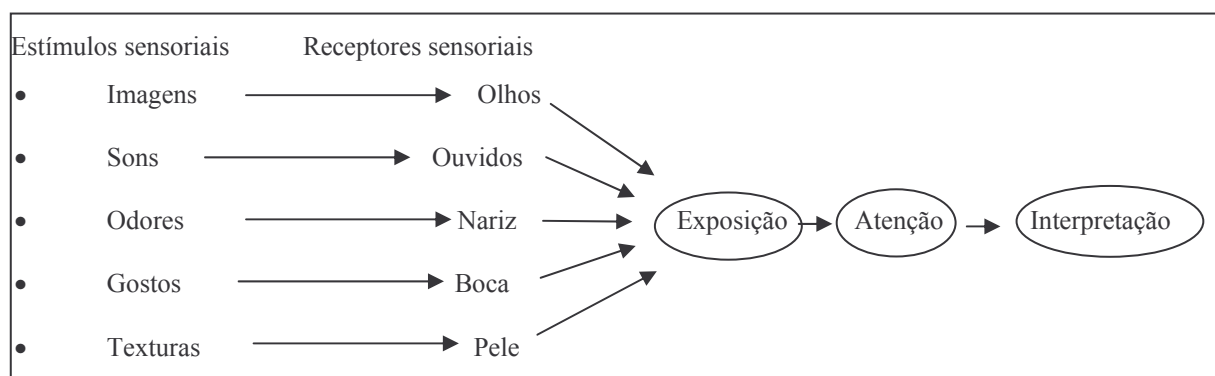 Estímulos sensoriais Receptores sensoriais
• Imagens Olhos
• Sons Ouvidos
• Odores Nariz Exposição Atenção Interpretação
• Gostos Boca
• Texturas Pele